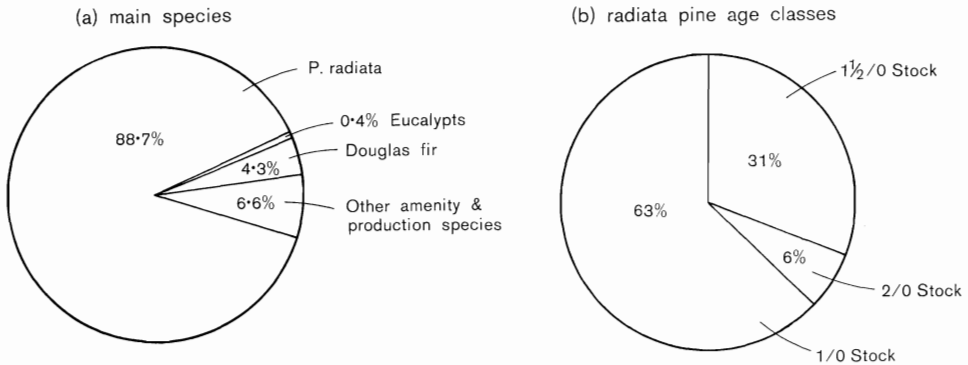 (a) main species
P. radiata
88·7%
0·4% Eucalypts
Douglas fir
4·3%
6·6%
Other amenity &
production species
(b) radiata pine age classes
1½/0 Stock
31%
63%
6%
2/0 Stock
1/0 Stock